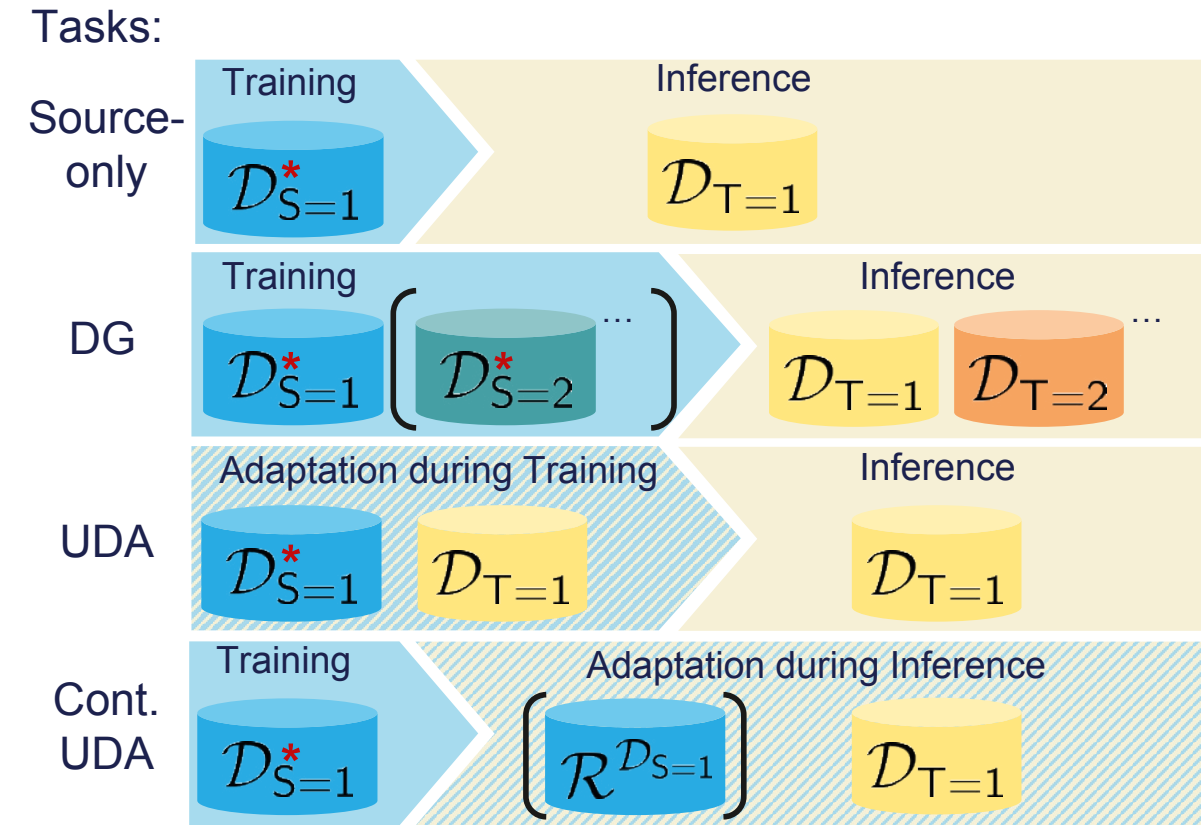 Tasks:
Source-only
Training
Inference
𝒟*S=1
𝒟T=1
DG
Training
Inference
𝒟*S=1
( 𝒟*S=2 ... )
𝒟T=1
𝒟T=2
...
UDA
Adaptation during Training
Inference
𝒟*S=1
𝒟T=1
𝒟T=1
Cont.
UDA
Training
Adaptation during Inference
𝒟*S=1
( ℛ^𝒟S=1 )
𝒟T=1